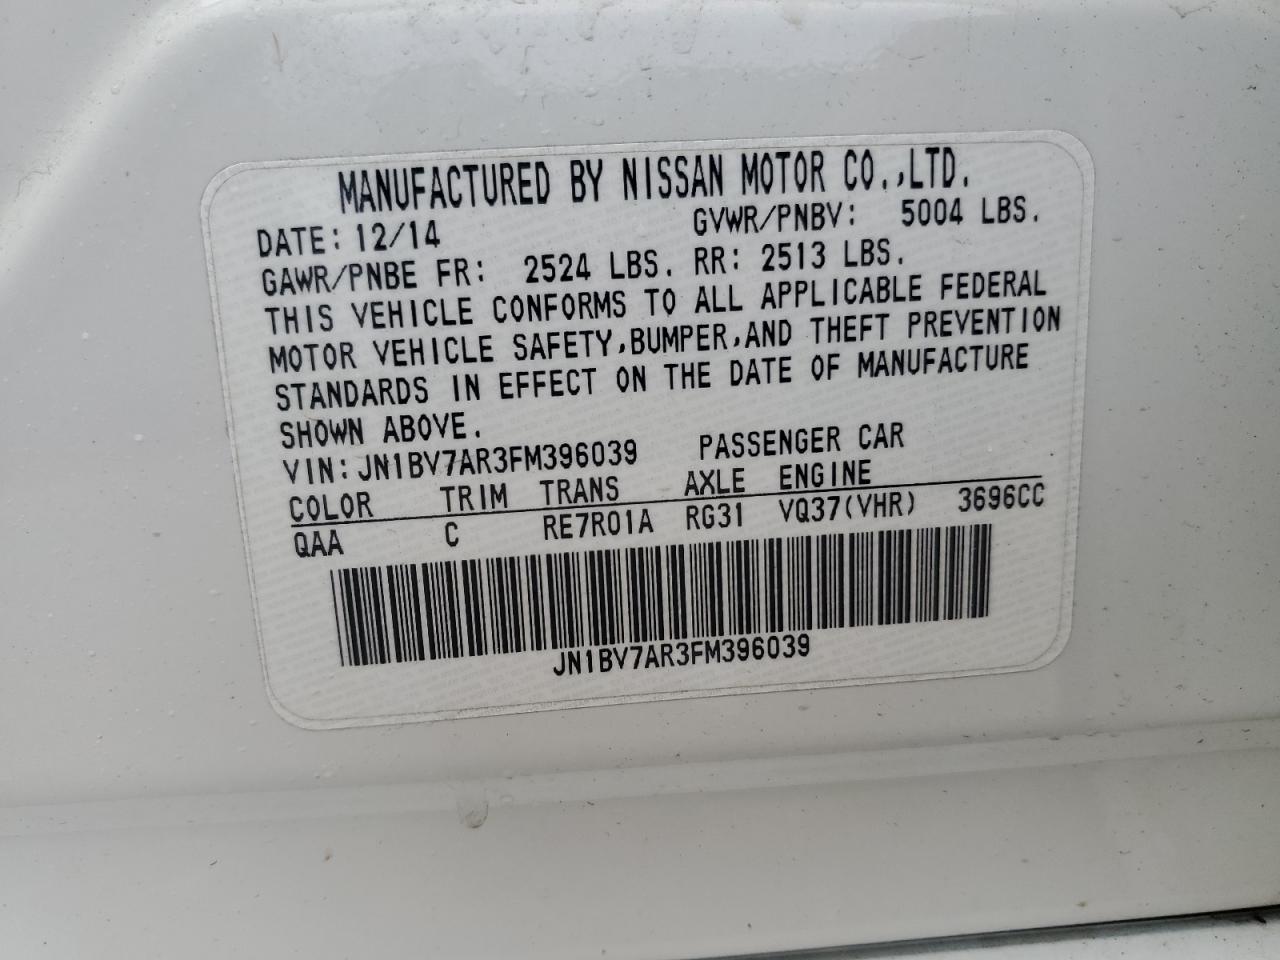 MANUFACTURED BY NISSAN MOTOR CO.,LTD.
DATE: 12/14 GVWR/PNBV: 5004 LBS.
GAWR/PNBE FR: 2524 LBS. RR: 2513 LBS.
THIS VEHICLE CONFORMS TO ALL APPLICABLE FEDERAL
MOTOR VEHICLE SAFETY,BUMPER,AND THEFT PREVENTION
STANDARDS IN EFFECT ON THE DATE OF MANUFACTURE
SHOWN ABOVE.
VIN: JN1BV7AR3FM396039 PASSENGER CAR
COLOR TRIM TRANS AXLE ENGINE
QAA C RE7R01A RG31 VQ37(VHR) 3696CC
JN1BV7AR3FM396039